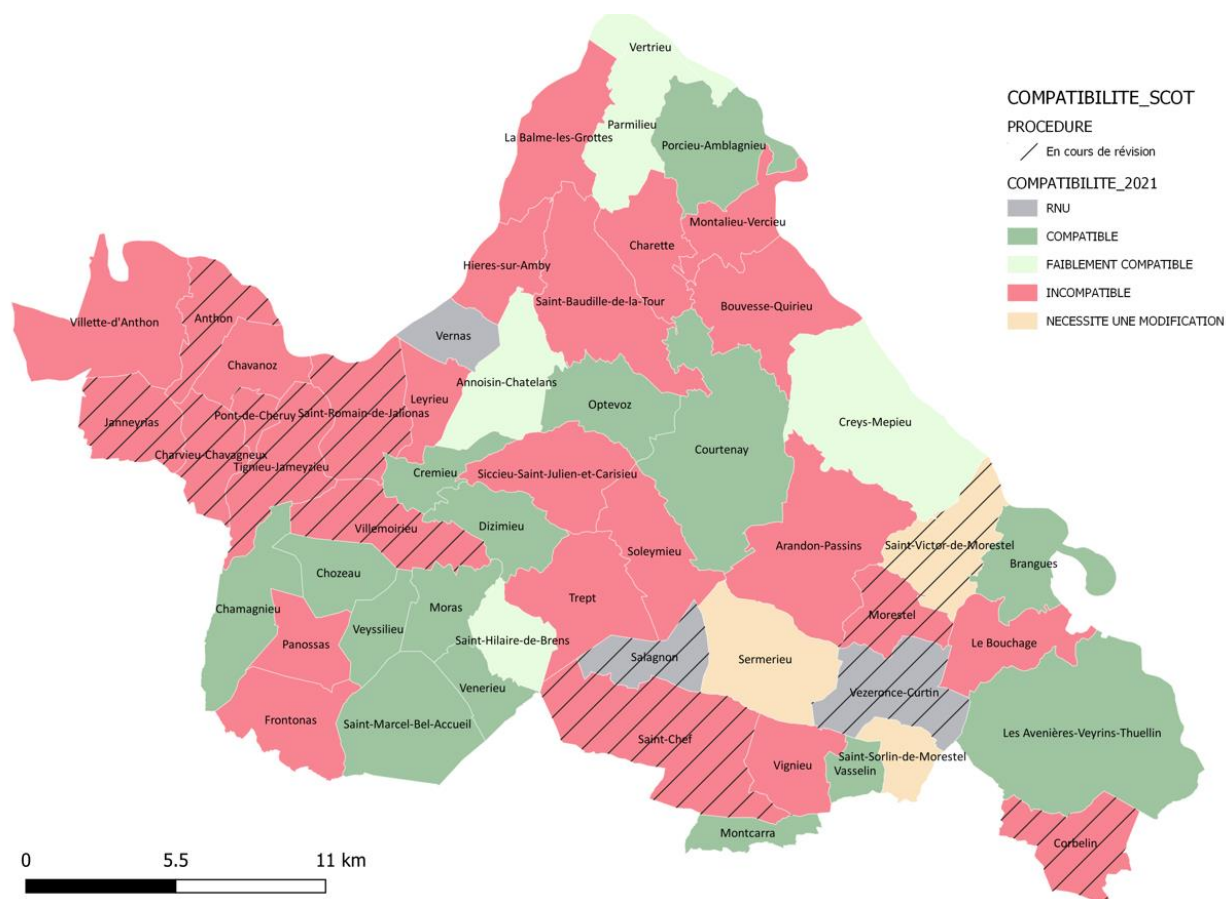 Vertrieu
COMPATIBILITE_SCOT
PROCEDURE
En cours de révision
COMPATIBILITE_2021
RNU
COMPATIBLE
FAIBLEMENT COMPATIBLE
INCOMPATIBLE
NECESSITE UNE MODIFICATION
Parmilieu
La Balme-les-Grottes
Porcieu-Amblagnieu
Montalieu-Vercieu
Charette
Hieres-sur-Amby
Saint-Baudille-de-la-Tour
Bouvesse-Quirieu
Villette-d'Anthon
Anthon
Vernas
Chavanoz
Annoisin-Chatelans
Leyrieu
Optevoz
Saint-Romain-de-Jalionas
Pont-de-Cheruy
Janneyrias
Creys-Mepieu
Courtenay
Charvieu-Chavagneux
Tignieu-Jameyzieu
Cremieu
Siccieu-Saint-Julien-et-Carisieu
Villemoirieu
Dizimieu
Soleymieu
Arandon-Passins
Saint-Victor-de-Morestel
Brangues
Chozeau
Trept
Chamagnieu
Moras
Morestel
Veyssilieu
Panossas
Saint-Hilaire-de-Brens
Le Bouchage
Salagnon
Sermerieu
Venerieu
Vezeronce-Curtin
Frontonas
Saint-Marcel-Bel-Accueil
Les Avenières-Veyrins-Thuellin
Saint-Chef
Saint-Sorlin-de-Morestel
Vignieu
Vasselin
Montcarra
Corbelin
0 5.5 11 km